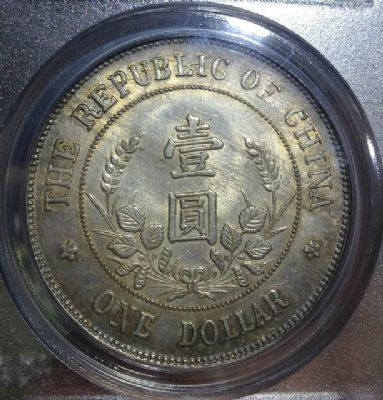 THE REPUBLIC OF CHINA
壹
圓
ONE DOLLAR